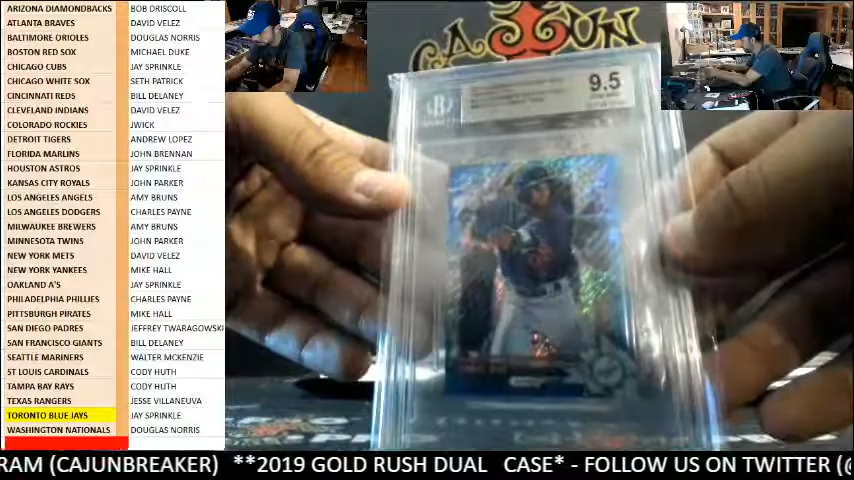 ARIZONA DIAMONDBACKS BOB DRISCOLL
ATLANTA BRAVES DAVID VELEZ
BALTIMORE ORIOLES DOUGLAS NORRIS
BOSTON RED SOX MICHAEL DUKE
CHICAGO CUBS JAY SPRINKLE
CHICAGO WHITE SOX SETH PATRICK
CINCINNATI REDS BILL DELANEY
CLEVELAND INDIANS DAVID VELEZ
COLORADO ROCKIES JWICK
DETROIT TIGERS ANDREW LOPEZ
FLORIDA MARLINS JOHN BRENNAN
HOUSTON ASTROS JAY SPRINKLE
KANSAS CITY ROYALS JOHN PARKER
LOS ANGELES ANGELS AMY BRUNS
LOS ANGELES DODGERS CHARLES PAYNE
MILWAUKEE BREWERS AMY BRUNS
MINNESOTA TWINS JOHN PARKER
NEW YORK METS DAVID VELEZ
NEW YORK YANKEES MIKE HALL
OAKLAND A'S JAY SPRINKLE
PHILADELPHIA PHILLIES CHARLES PAYNE
PITTSBURGH PIRATES MIKE HALL
SAN DIEGO PADRES JEFFREY TWARAGOWSKI
SAN FRANCISCO GIANTS BILL DELANEY
SEATTLE MARINERS WALTER MCKENZIE
ST LOUIS CARDINALS CODY HUTH
TAMPA BAY RAYS CODY HUTH
TEXAS RANGERS JESSE VILLANEUVA
TORONTO BLUE JAYS JAY SPRINKLE
WASHINGTON NATIONALS DOUGLAS NORRIS
CAJUN
9.5
RAM (CAJUNBREAKER) **2019 GOLD RUSH DUAL CASE* - FOLLOW US ON TWITTER (@